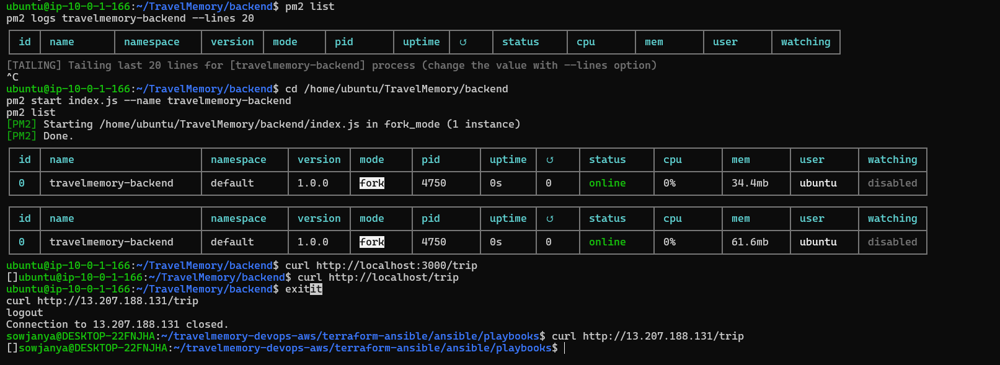 ubuntu@ip-10-0-1-166:~/TravelMemory/backend$ pm2 list
pm2 logs travelmemory-backend --lines 20
id name namespace version mode pid uptime ↺ status cpu mem user watching
[TAILING] Tailing last 20 lines for [travelmemory-backend] process (change the value with --lines option)
^C
ubuntu@ip-10-0-1-166:~/TravelMemory/backend$ cd /home/ubuntu/TravelMemory/backend
pm2 start index.js --name travelmemory-backend
pm2 list
[PM2] Starting /home/ubuntu/TravelMemory/backend/index.js in fork_mode (1 instance)
[PM2] Done.
id name namespace version mode pid uptime ↺ status cpu mem user watching
0 travelmemory-backend default 1.0.0 fork 4750 0s 0 online 0% 34.4mb ubuntu disabled
id name namespace version mode pid uptime ↺ status cpu mem user watching
0 travelmemory-backend default 1.0.0 fork 4750 0s 0 online 0% 61.6mb ubuntu disabled
ubuntu@ip-10-0-1-166:~/TravelMemory/backend$ curl http://localhost:3000/trip
[]ubuntu@ip-10-0-1-166:~/TravelMemory/backend$ curl http://localhost/trip
ubuntu@ip-10-0-1-166:~/TravelMemory/backend$ exitit
curl http://13.207.188.131/trip
logout
Connection to 13.207.188.131 closed.
sowjanya@DESKTOP-22FNJHA:~/travelmemory-devops-aws/terraform-ansible/ansible/playbooks$ curl http://13.207.188.131/trip
[]sowjanya@DESKTOP-22FNJHA:~/travelmemory-devops-aws/terraform-ansible/ansible/playbooks$